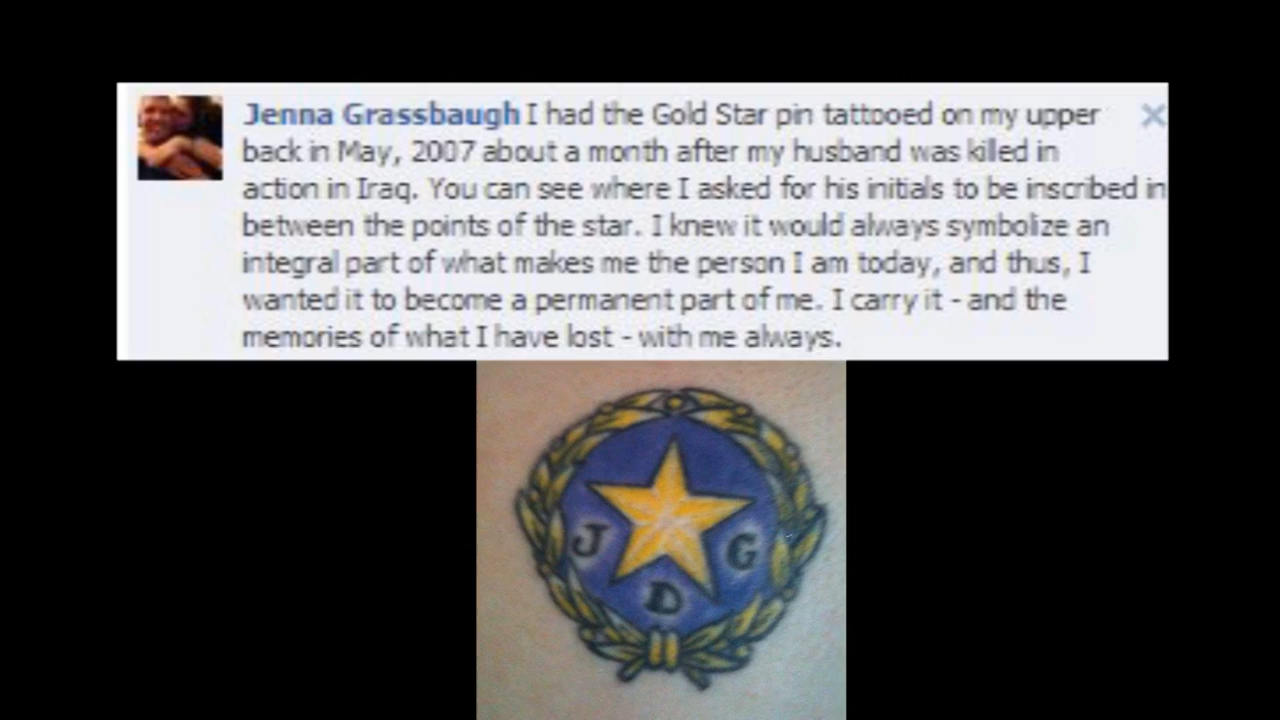 Jenna Grassbaugh I had the Gold Star pin tattooed on my upper
back in May, 2007 about a month after my husband was killed in
action in Iraq. You can see where I asked for his initials to be inscribed in
between the points of the star. I knew it would always symbolize an
integral part of what makes me the person I am today, and thus, I
wanted it to become a permanent part of me. I carry it - and the
memories of what I have lost - with me always.
J G
D